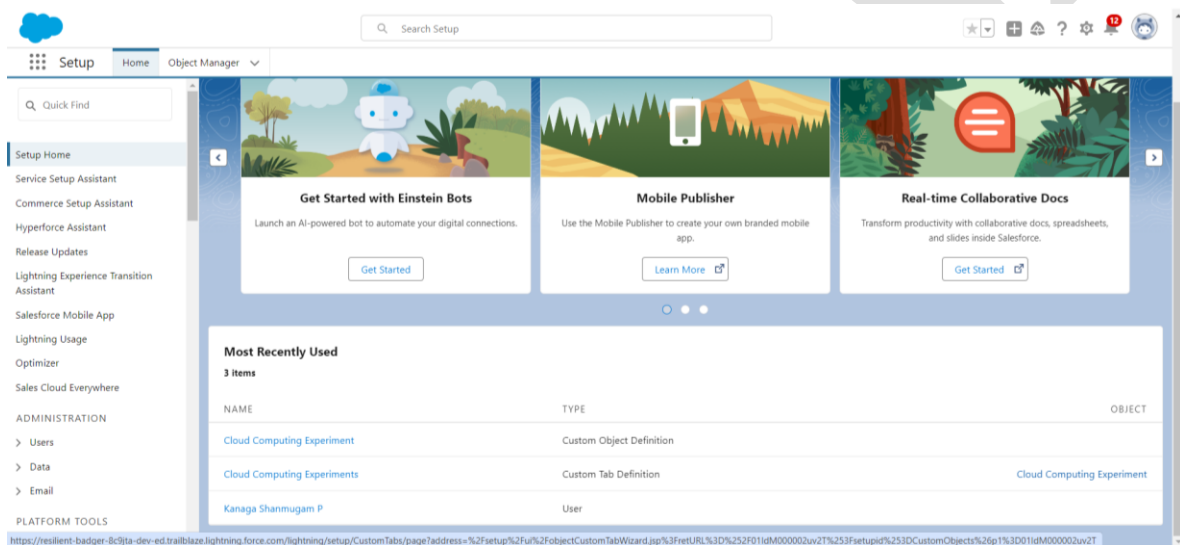 Search Setup
12
Setup
Home
Object Manager
Quick Find
Setup Home
Service Setup Assistant
Commerce Setup Assistant
Hyperforce Assistant
Release Updates
Lightning Experience Transition
Assistant
Salesforce Mobile App
Lightning Usage
Optimizer
Sales Cloud Everywhere
ADMINISTRATION
Users
Data
Email
PLATFORM TOOLS
Get Started with Einstein Bots
Launch an AI-powered bot to automate your digital connections.
Get Started
Mobile Publisher
Use the Mobile Publisher to create your own branded mobile
app.
Learn More
Real-time Collaborative Docs
Transform productivity with collaborative docs, spreadsheets,
and slides inside Salesforce.
Get Started
Most Recently Used
3 items
NAME TYPE OBJECT
Cloud Computing Experiment Custom Object Definition
Cloud Computing Experiments Custom Tab Definition Cloud Computing Experiment
Kanaga Shanmugam P User
https://resilient-badger-8c9jta-dev-ed.trailblaze.lightning.force.com/lightning/setup/CustomTabs/page?address=%2Fsetup%2Fui%2FobjectCustomTabWizard.jsp%3FretURL%3D%252F01IdM000002uv2T%253Fsetupid%253DCustomObjects%26p1%3D01IdM000002uv2T